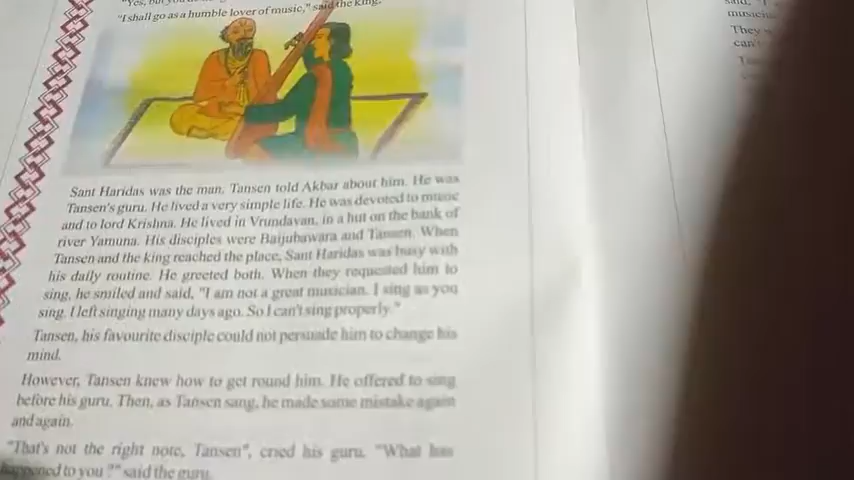 "Yes, but you
"I shall go as a humble lover of music," said the king.
Sant Haridas was the man, Tansen told Akbar about him. He was
Tansen's guru. He lived a very simple life. He was devoted to music
and to lord Krishna. He lived in Vrundavan, in a hut on the bank of
river Yamuna. His disciples were Baijubawara and Tansen. When
Tansen and the king reached the place, Sant Haridas was busy with
his daily routine. He greeted both. When they requested him to
sing, he smiled and said, "I am not a great musician. I sing as you
sing. I left singing many days ago. So I can't sing properly."
Tansen, his favourite disciple could not persuade him to change his
mind.
However, Tansen knew how to get round him. He offered to sing
before his guru. Then, as Tansen sang, he made some mistake again
and again.
"That's not the right note, Tansen", cried his guru. "What has
happened to you ?" said the guru.
said, "I
They
can't